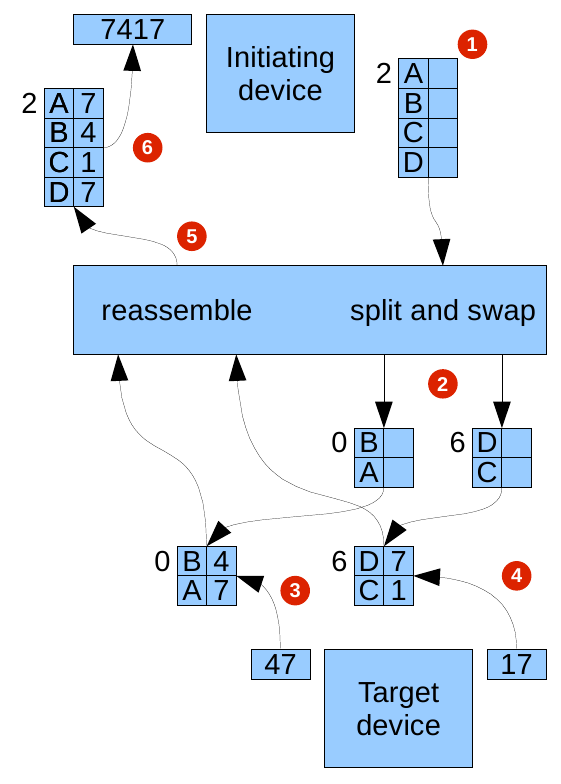 7417
Initiating
device
1
2
A
B
C
D
2
A 7
B 4
C 1
D 7
6
5
reassemble
split and swap
2
0
B
A
6
D
C
0
B 4
A 7
6
D 7
C 1
3
4
47
17
Target
device